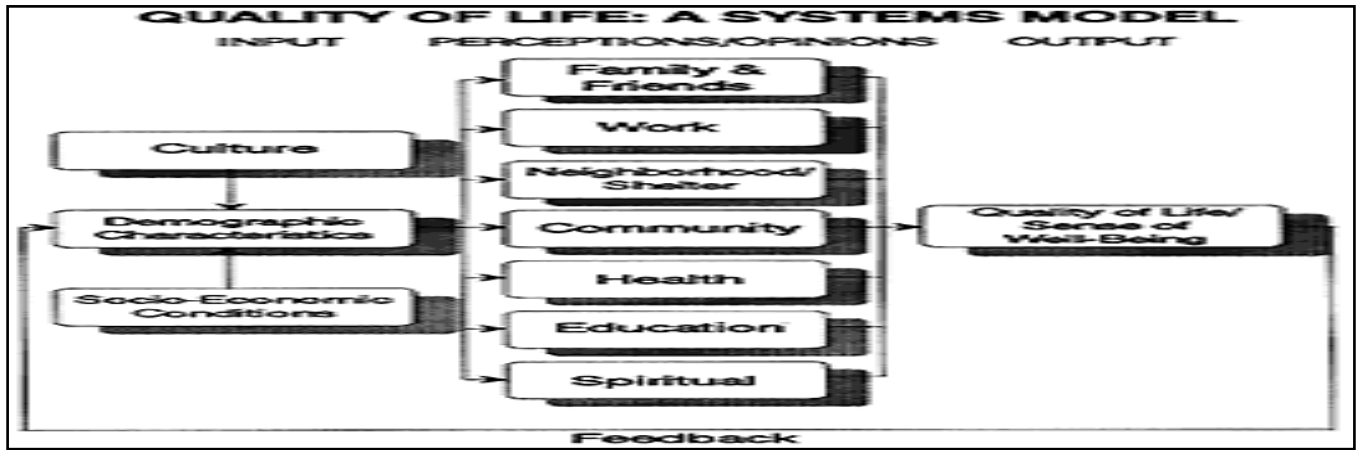 QUALITY OF LIFE: A SYSTEMS MODEL
INPUT PERCEPTIONS/OPINIONS OUTPUT
Family &
Friends
Work
Culture
Neighborhood/
Shelter
Demographic
Characteristics
Community
Quality of Life/
Sense of
Well-Being
Health
Socio-Economic
Conditions
Education
Spiritual
Feedback